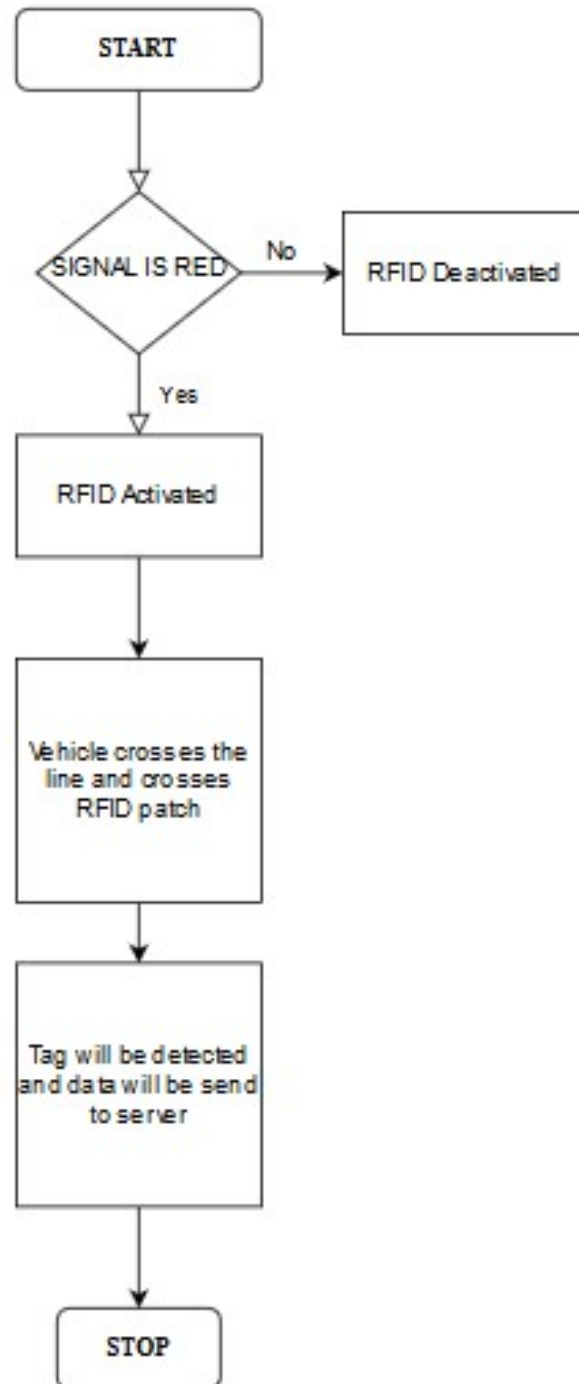 START
SIGNAL IS RED
No
RFID Deactivated
Yes
RFID Activated
Vehicle crosses the
line and crosses
RFID patch
Tag will be detected
and data will be send
to server
STOP